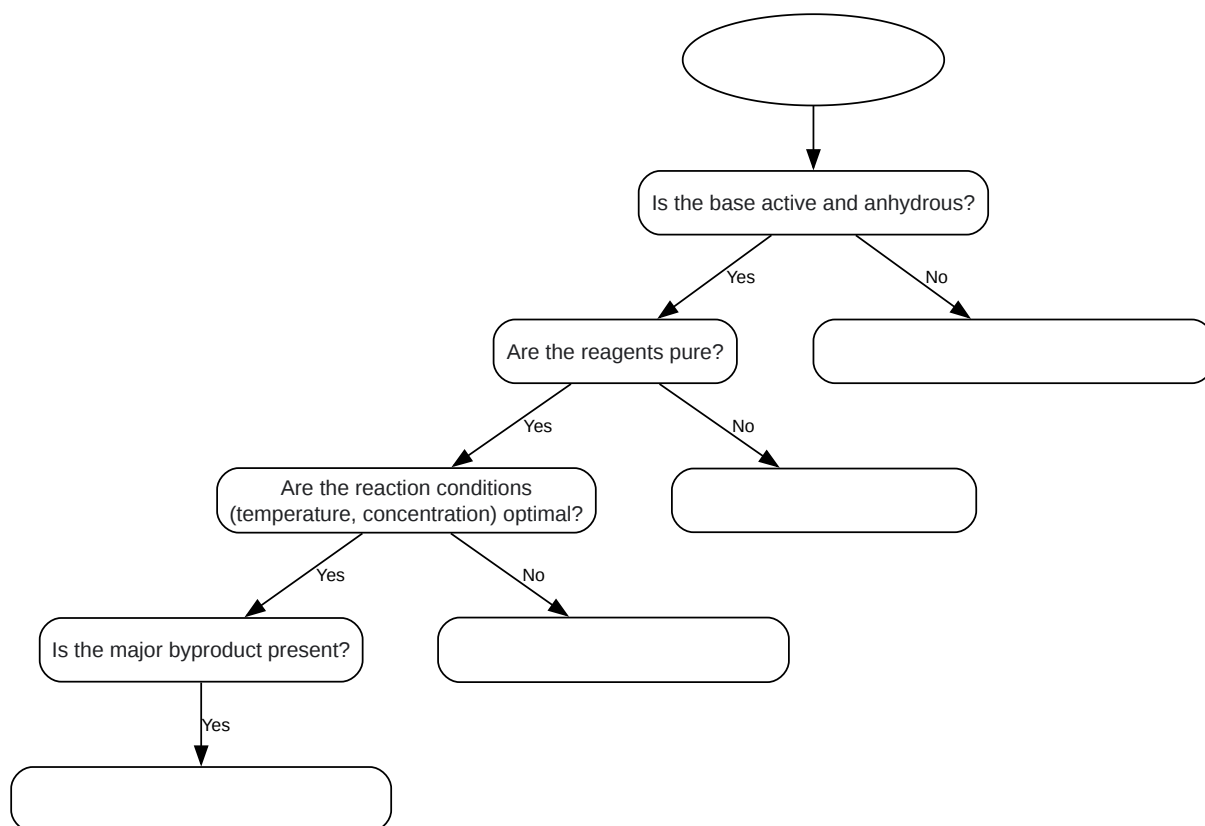 Is the base active and anhydrous?
Yes
No
Are the reagents pure?
Yes
No
Are the reaction conditions
(temperature, concentration) optimal?
Yes
No
Is the major byproduct present?
Yes